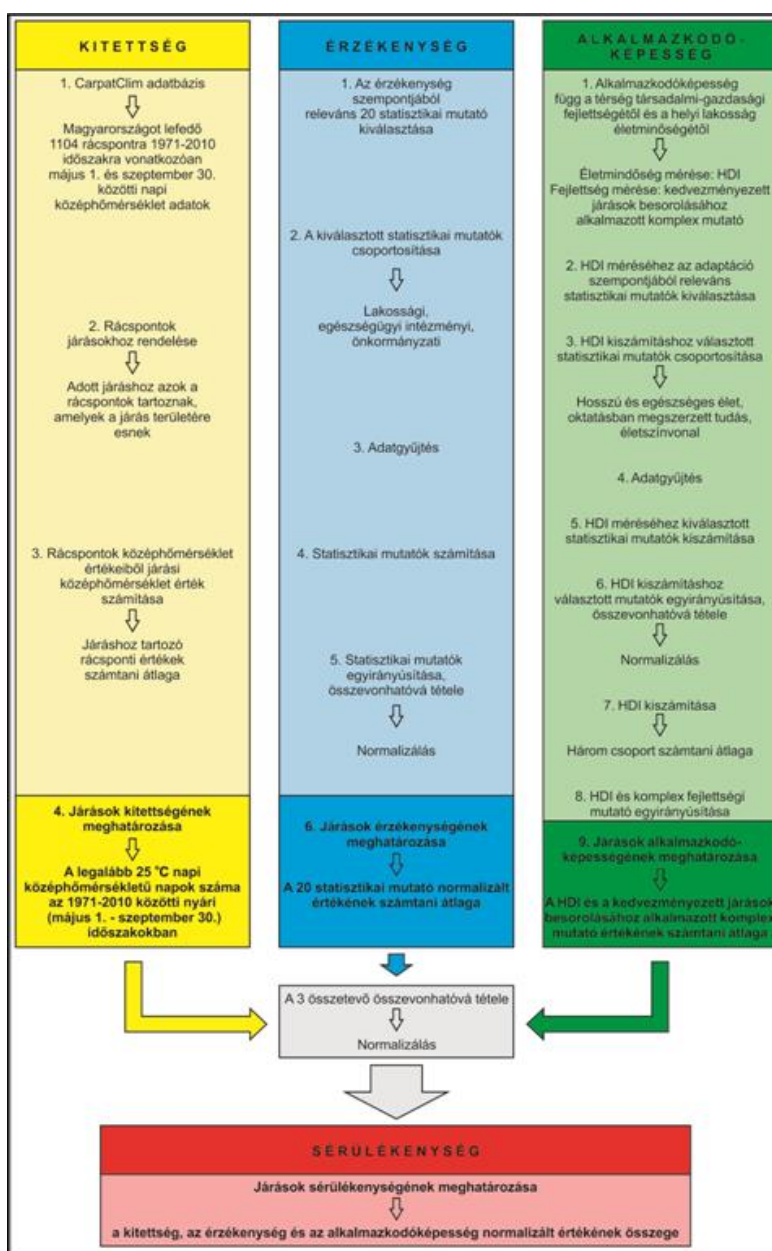 KITETTSÉG
1. CarpatClim adatbázis
Magyarországot lefedő
1104 rácspontra 1971-2010
időszakra vonatkozóan
május 1. és szeptember 30.
közötti napi
középhőmérséklet adatok
2. Rácspontok
járásokhoz rendelése
Adott járáshoz azok a
rácspontok tartoznak,
amelyek a járás területére
esnek
3. Rácspontok középhőmérséklet
értékeiből járási
középhőmérséklet érték
számítása
Járáshoz tartozó
rácsponti értékek
számtani átlaga
4. Járások kitettségének
meghatározása
A legalább 25 °C napi
középhőmérsékletű napok száma
az 1971-2010 közötti nyári
(május 1. - szeptember 30.)
időszakokban
ÉRZÉKENYSÉG
1. Az érzékenység
szempontjából
releváns 20 statisztikai mutató
kiválasztása
2. A kiválasztott statisztikai mutatók
csoportosítása
Lakossági,
egészségügyi intézményi,
önkormányzati
3. Adatgyűjtés
4. Statisztikai mutatók számítása
5. Statisztikai mutatók
egyirányúsítása,
összevonhatóvá tétele
Normalizálás
6. Járások érzékenységének
meghatározása
A 20 statisztikai mutató normalizált
értékének számtani átlaga
ALKALMAZKODÓ-
KÉPESSÉG
1. Alkalmazkodóképesség
függ a térség társadalmi-gazdasági
fejlettségétől és a helyi lakosság
életminőségétől
Életmindőség mérése: HDI
Fejlettség mérése: kedvezményezett
járások besorolásához
alkalmazott komplex mutató
2. HDI méréséhez az adaptáció
szempontjából releváns
statisztikai mutatók kiválasztása
3. HDI kiszámításhoz választott
statisztikai mutatók csoportosítása
Hosszú és egészséges élet,
oktatásban megszerzett tudás,
életszínvonal
4. Adatgyűjtés
5. HDI méréséhez kiválasztott
statisztikai mutatók kiszámítása
6. HDI kiszámításhoz
választott mutatók egyirányúsítása,
összevonhatóvá tétele
Normalizálás
7. HDI kiszámítása
Három csoport számtani átlaga
8. HDI és komplex fejlettségi
mutató egyirányúsítása
9. Járások alkalmazkodó-
képességének meghatározása
A HDI és a kedvezményezett járások
besorolásához alkalmazott komplex
mutató értékének számtani átlaga
A 3 összetevő összevonhatóvá tétele
Normalizálás
SÉRÜLÉKENYSÉG
Járások sérülékenységének meghatározása
a kitettség, az érzékenység és az alkalmazkodóképesség normalizált értékének összege